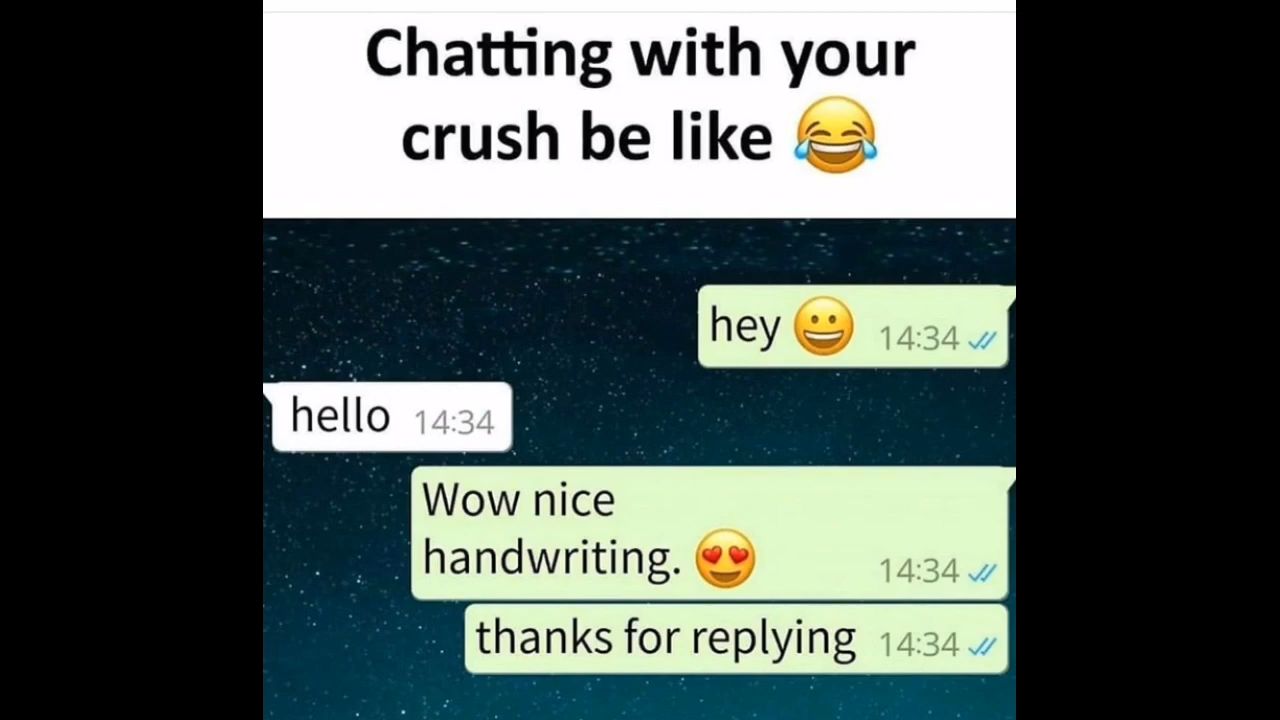 Chatting with your
crush be like 😂
hey 😀 14:34
hello 14:34
Wow nice
handwriting. 😍 14:34
thanks for replying 14:34